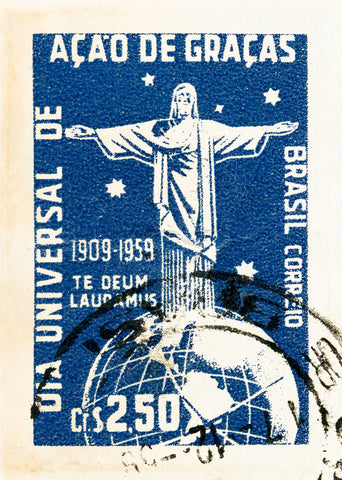 AÇÃO DE GRAÇAS
DIA UNIVERSAL DE
BRASIL CORREIO
1909-1959
TE DEUM
LAUDAMUS
Cr$2.50